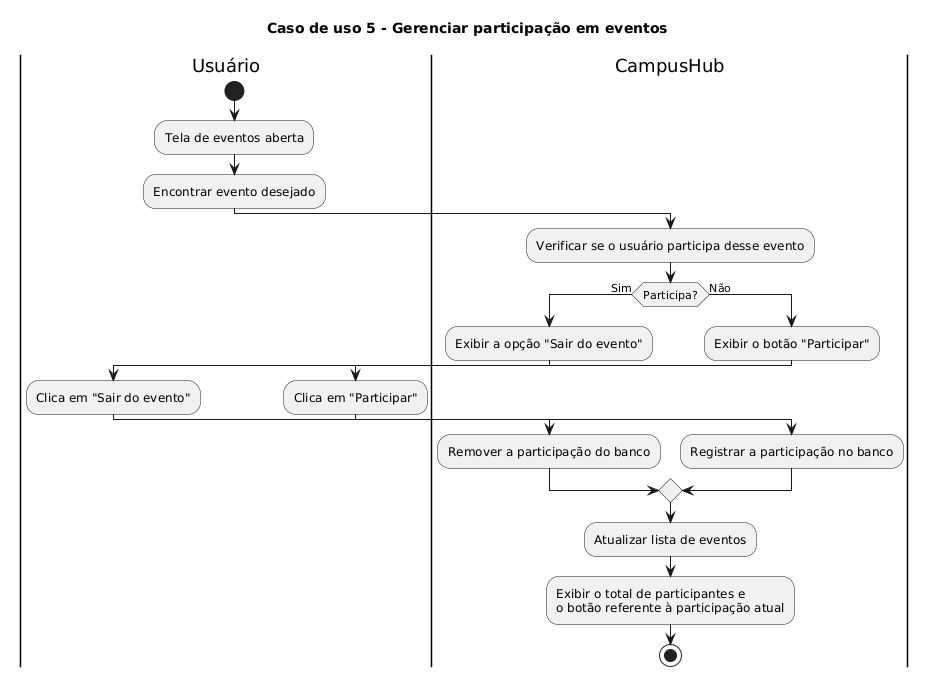 Caso de uso 5 - Gerenciar participação em eventos
Usuário
CampusHub
Tela de eventos aberta
Encontrar evento desejado
Verificar se o usuário participa desse evento
Sim
Participa?
Não
Exibir a opção "Sair do evento"
Exibir o botão "Participar"
Clica em "Sair do evento"
Clica em "Participar"
Remover a participação do banco
Registrar a participação no banco
Atualizar lista de eventos
Exibir o total de participantes e
o botão referente à participação atual